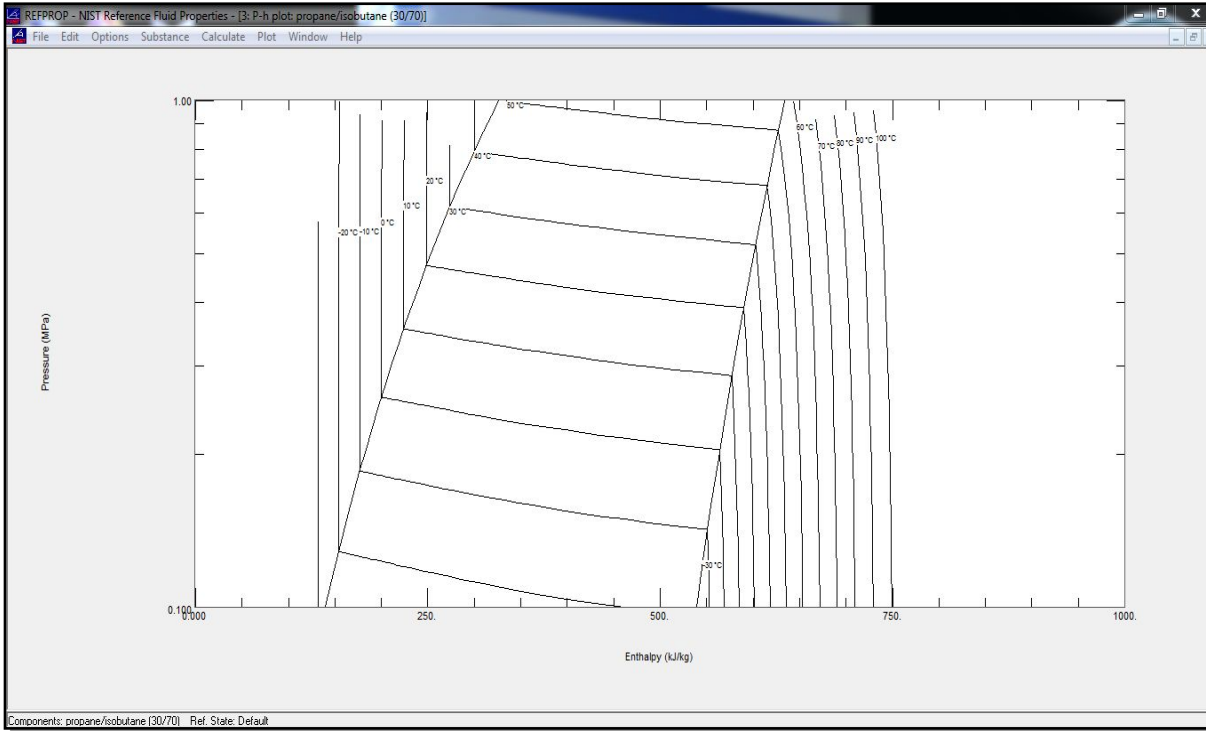 REFPROP - NIST Reference Fluid Properties - [3: P-h plot: propane/isobutane (30/70)]
File Edit Options Substance Calculate Plot Window Help
1.00
50 °C
60 °C
70 °C
80 °C
90 °C
100 °C
40 °C
20 °C
10 °C
30 °C
0 °C
-20 °C
-10 °C
Pressure (MPa)
-30 °C
0.100
0.000
250.
500.
750.
1000.
Enthalpy (kJ/kg)
Components: propane/isobutane (30/70) Ref. State: Default